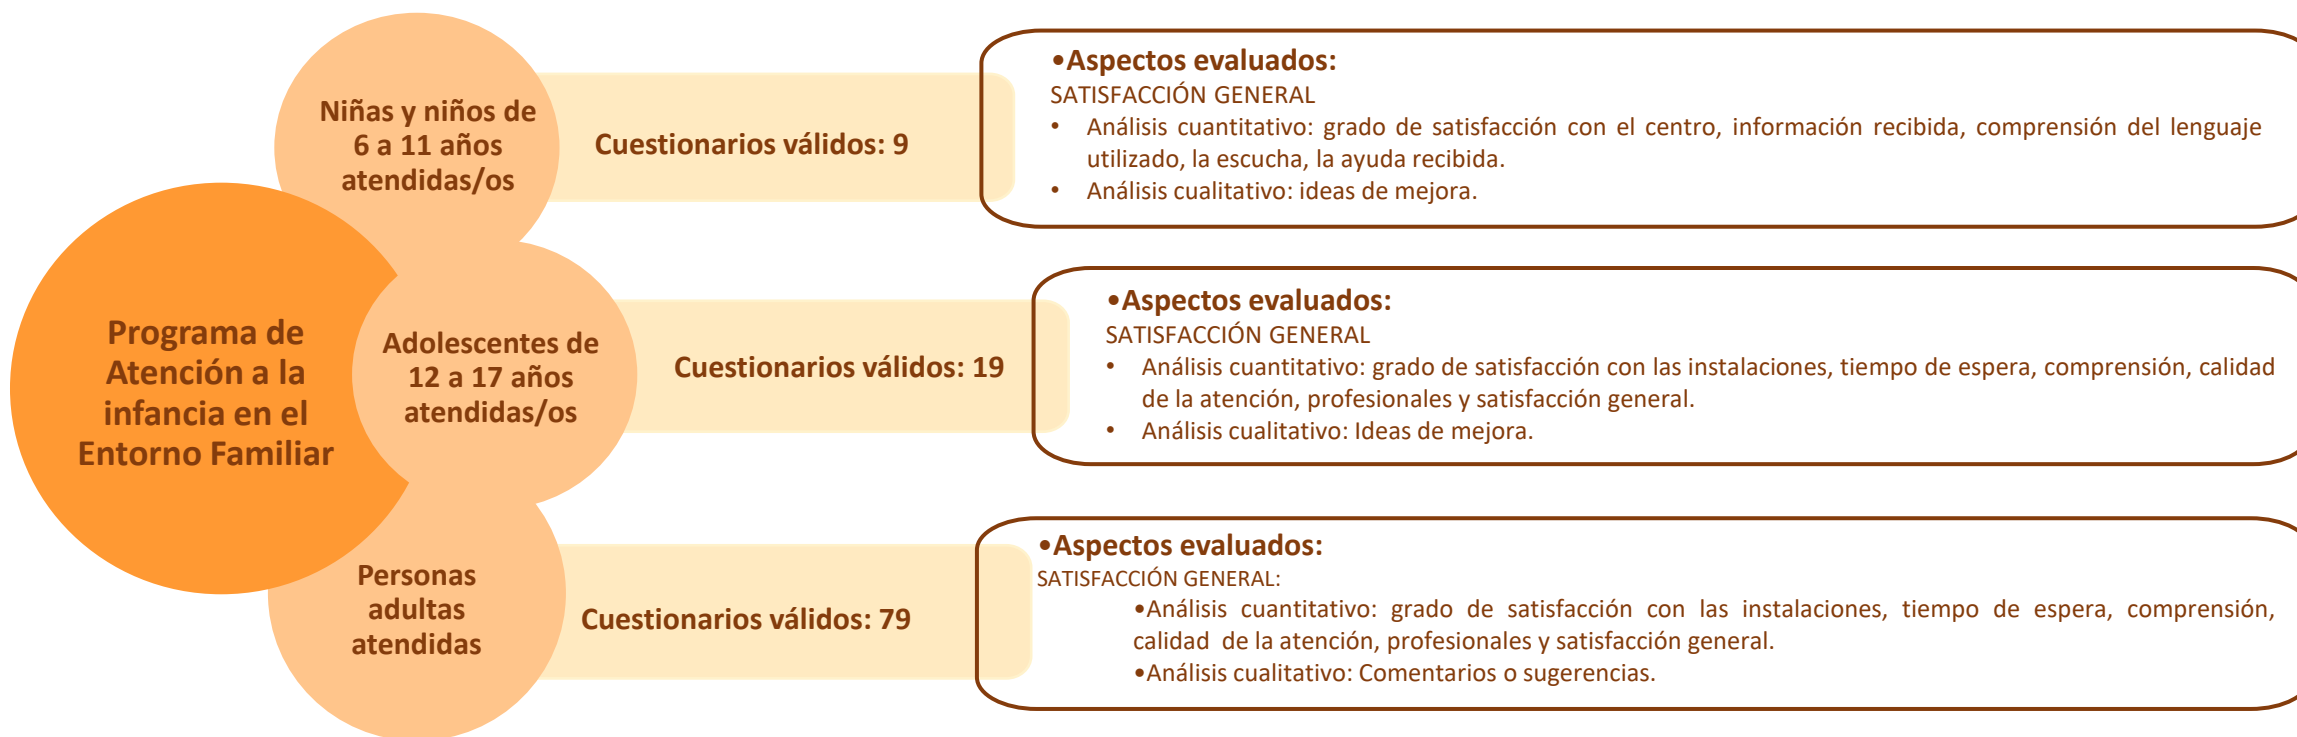 Programa de
Atención a la
infancia en el
Entorno Familiar
Niñas y niños de
6 a 11 años
atendidas/os
Cuestionarios válidos: 9
•Aspectos evaluados:
SATISFACCIÓN GENERAL
• Análisis cuantitativo: grado de satisfacción con el centro, información recibida, comprensión del lenguaje
utilizado, la escucha, la ayuda recibida.
• Análisis cualitativo: ideas de mejora.
Adolescentes de
12 a 17 años
atendidas/os
Cuestionarios válidos: 19
•Aspectos evaluados:
SATISFACCIÓN GENERAL
• Análisis cuantitativo: grado de satisfacción con las instalaciones, tiempo de espera, comprensión, calidad
de la atención, profesionales y satisfacción general.
• Análisis cualitativo: Ideas de mejora.
Personas
adultas
atendidas
Cuestionarios válidos: 79
•Aspectos evaluados:
SATISFACCIÓN GENERAL:
•Análisis cuantitativo: grado de satisfacción con las instalaciones, tiempo de espera, comprensión,
calidad de la atención, profesionales y satisfacción general.
•Análisis cualitativo: Comentarios o sugerencias.